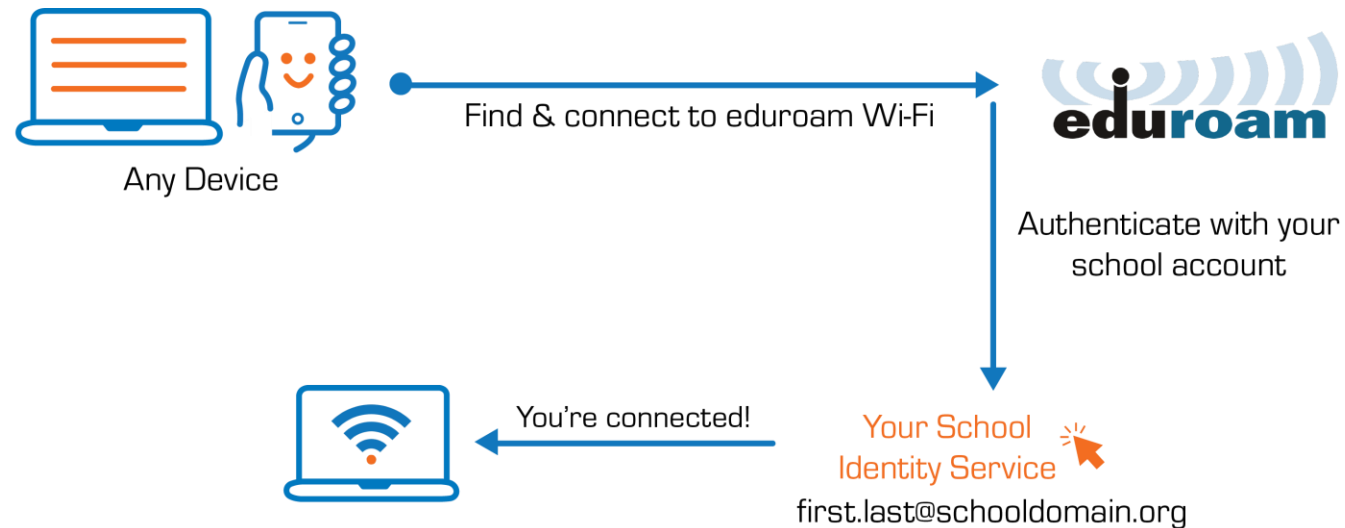 Find & connect to eduroam Wi-Fi
eduroam
Any Device
Authenticate with your
school account
You're connected!
Your School
Identity Service
first.last@schooldomain.org